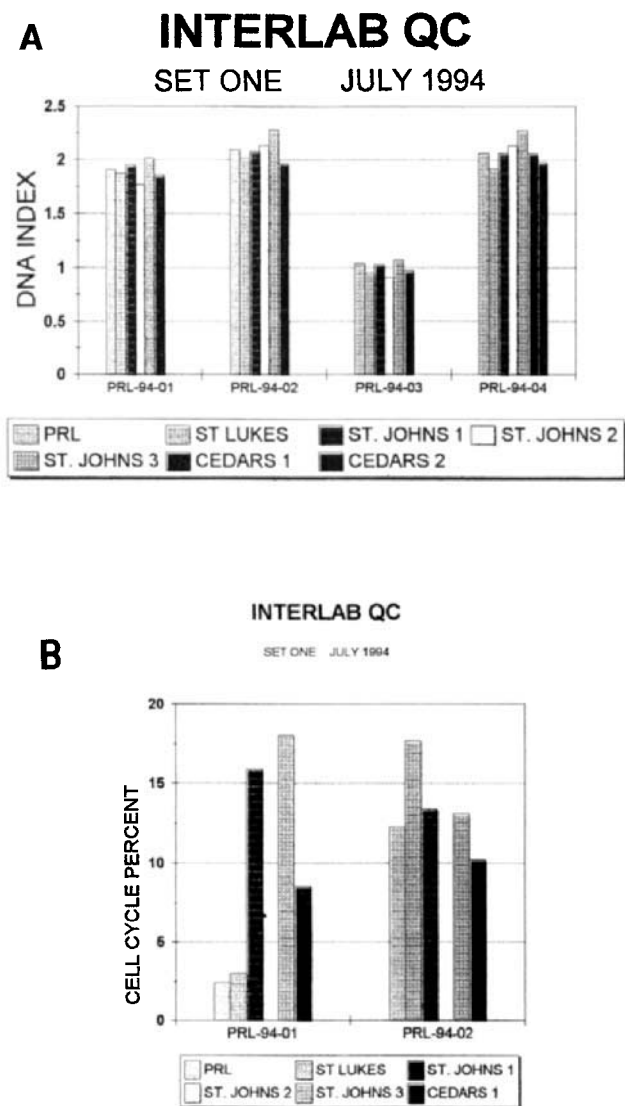 A
INTERLAB QC
SET ONE JULY 1994
DNA INDEX
2.5
2
1.5
1
0.5
0
PRL-94-01 PRL-94-02 PRL-94-03 PRL-94-04
PRL ST LUKES ST. JOHNS 1 ST. JOHNS 2
ST. JOHNS 3 CEDARS 1 CEDARS 2
INTERLAB QC
B
SET ONE JULY 1994
CELL CYCLE PERCENT
20
15
10
5
0
PRL-94-01 PRL-94-02
PRL ST LUKES ST. JOHNS 1
ST. JOHNS 2 ST. JOHNS 3 CEDARS 1